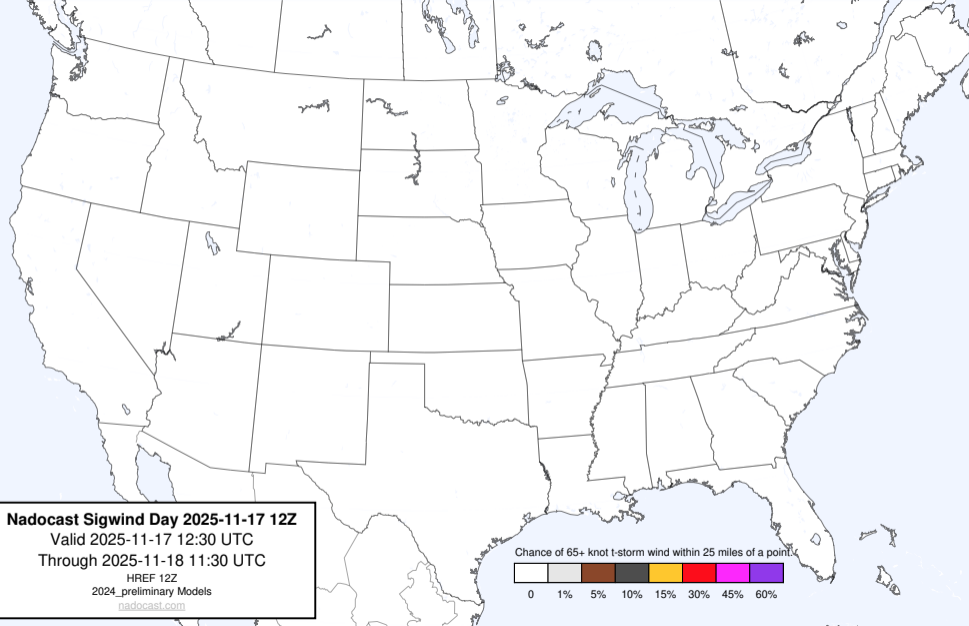 Nadocast Sigwind Day 2025-11-17 12Z
Valid 2025-11-17 12:30 UTC
Through 2025-11-18 11:30 UTC
HREF 12Z
2024_preliminary Models
nadocast.com
Chance of 65+ knot t-storm wind within 25 miles of a point.
0 1% 5% 10% 15% 30% 45% 60%